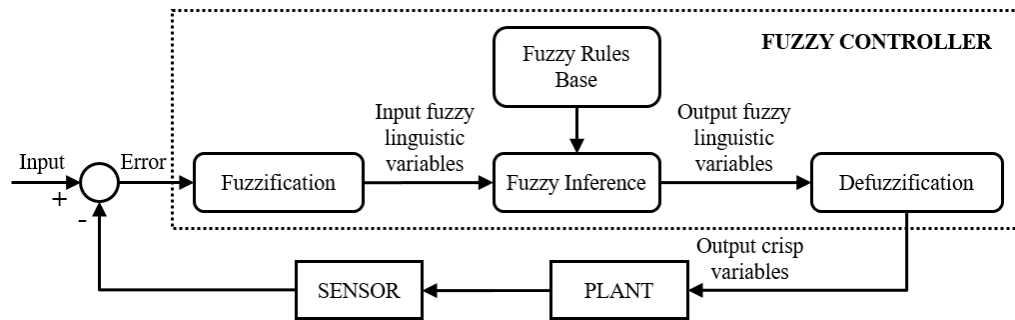 FUZZY CONTROLLER
Fuzzy Rules
Base
Input fuzzy
linguistic
variables
Output fuzzy
linguistic
variables
Input
+
-
Error
Fuzzification
Fuzzy Inference
Defuzzification
Output crisp
variables
SENSOR
PLANT